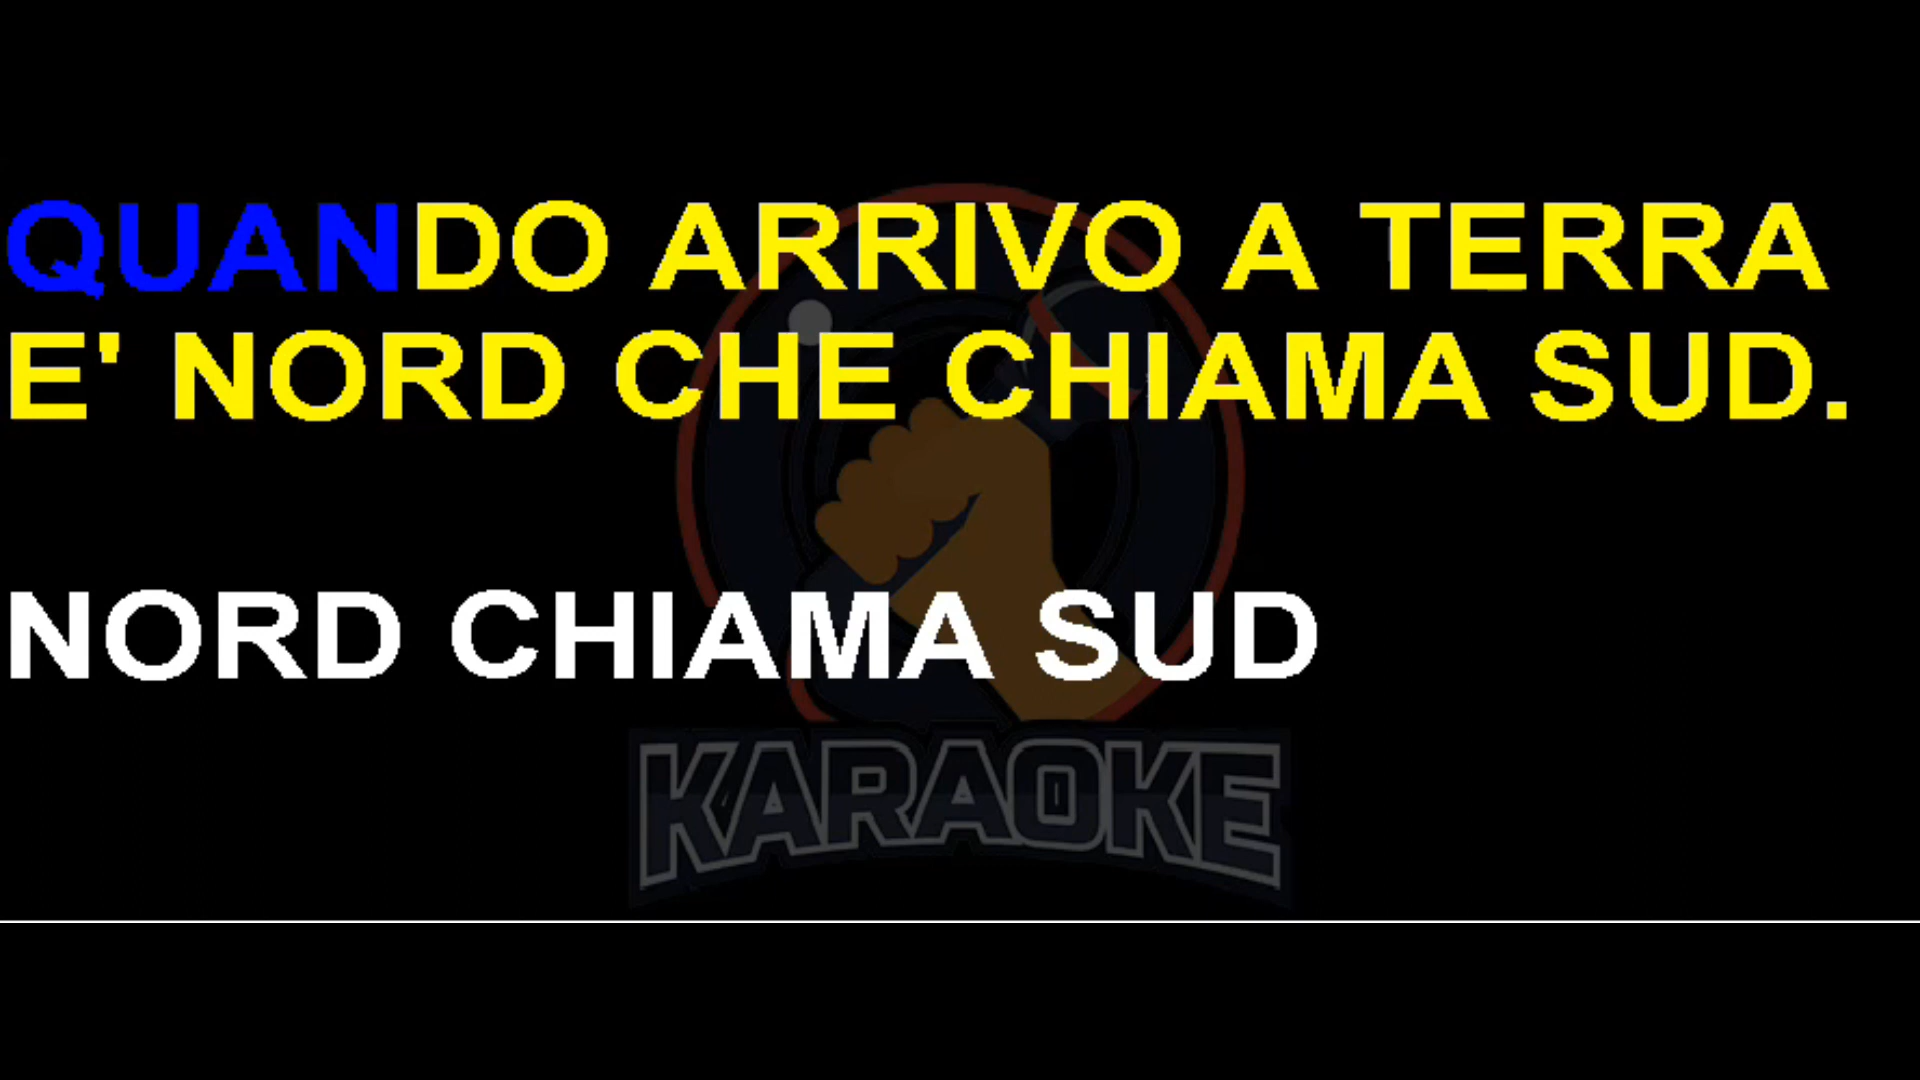 QUANDO ARRIVO A TERRA
E' NORD CHE CHIAMA SUD.
NORD CHIAMA SUD
KARAOKE